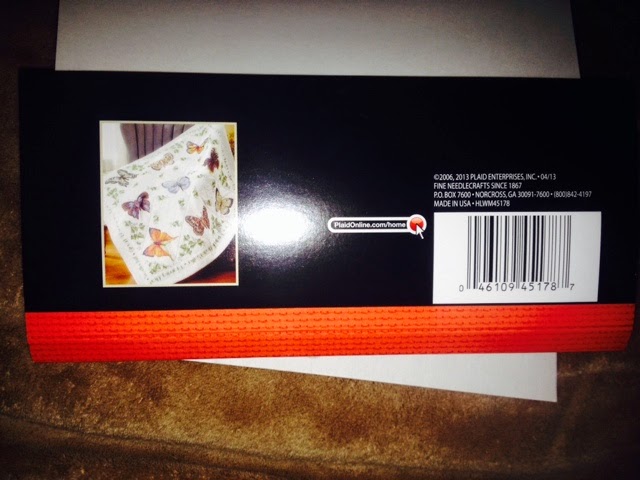 ©2006, 2013 PLAID ENTERPRISES, INC. • 04/13
FINE NEEDLECRAFTS SINCE 1867
P.O. BOX 7600 • NORCROSS, GA 30091-7600 • (800)842-4197
MADE IN USA • HLWM45178
PlaidOnline.com/home
0 46109 45178 7